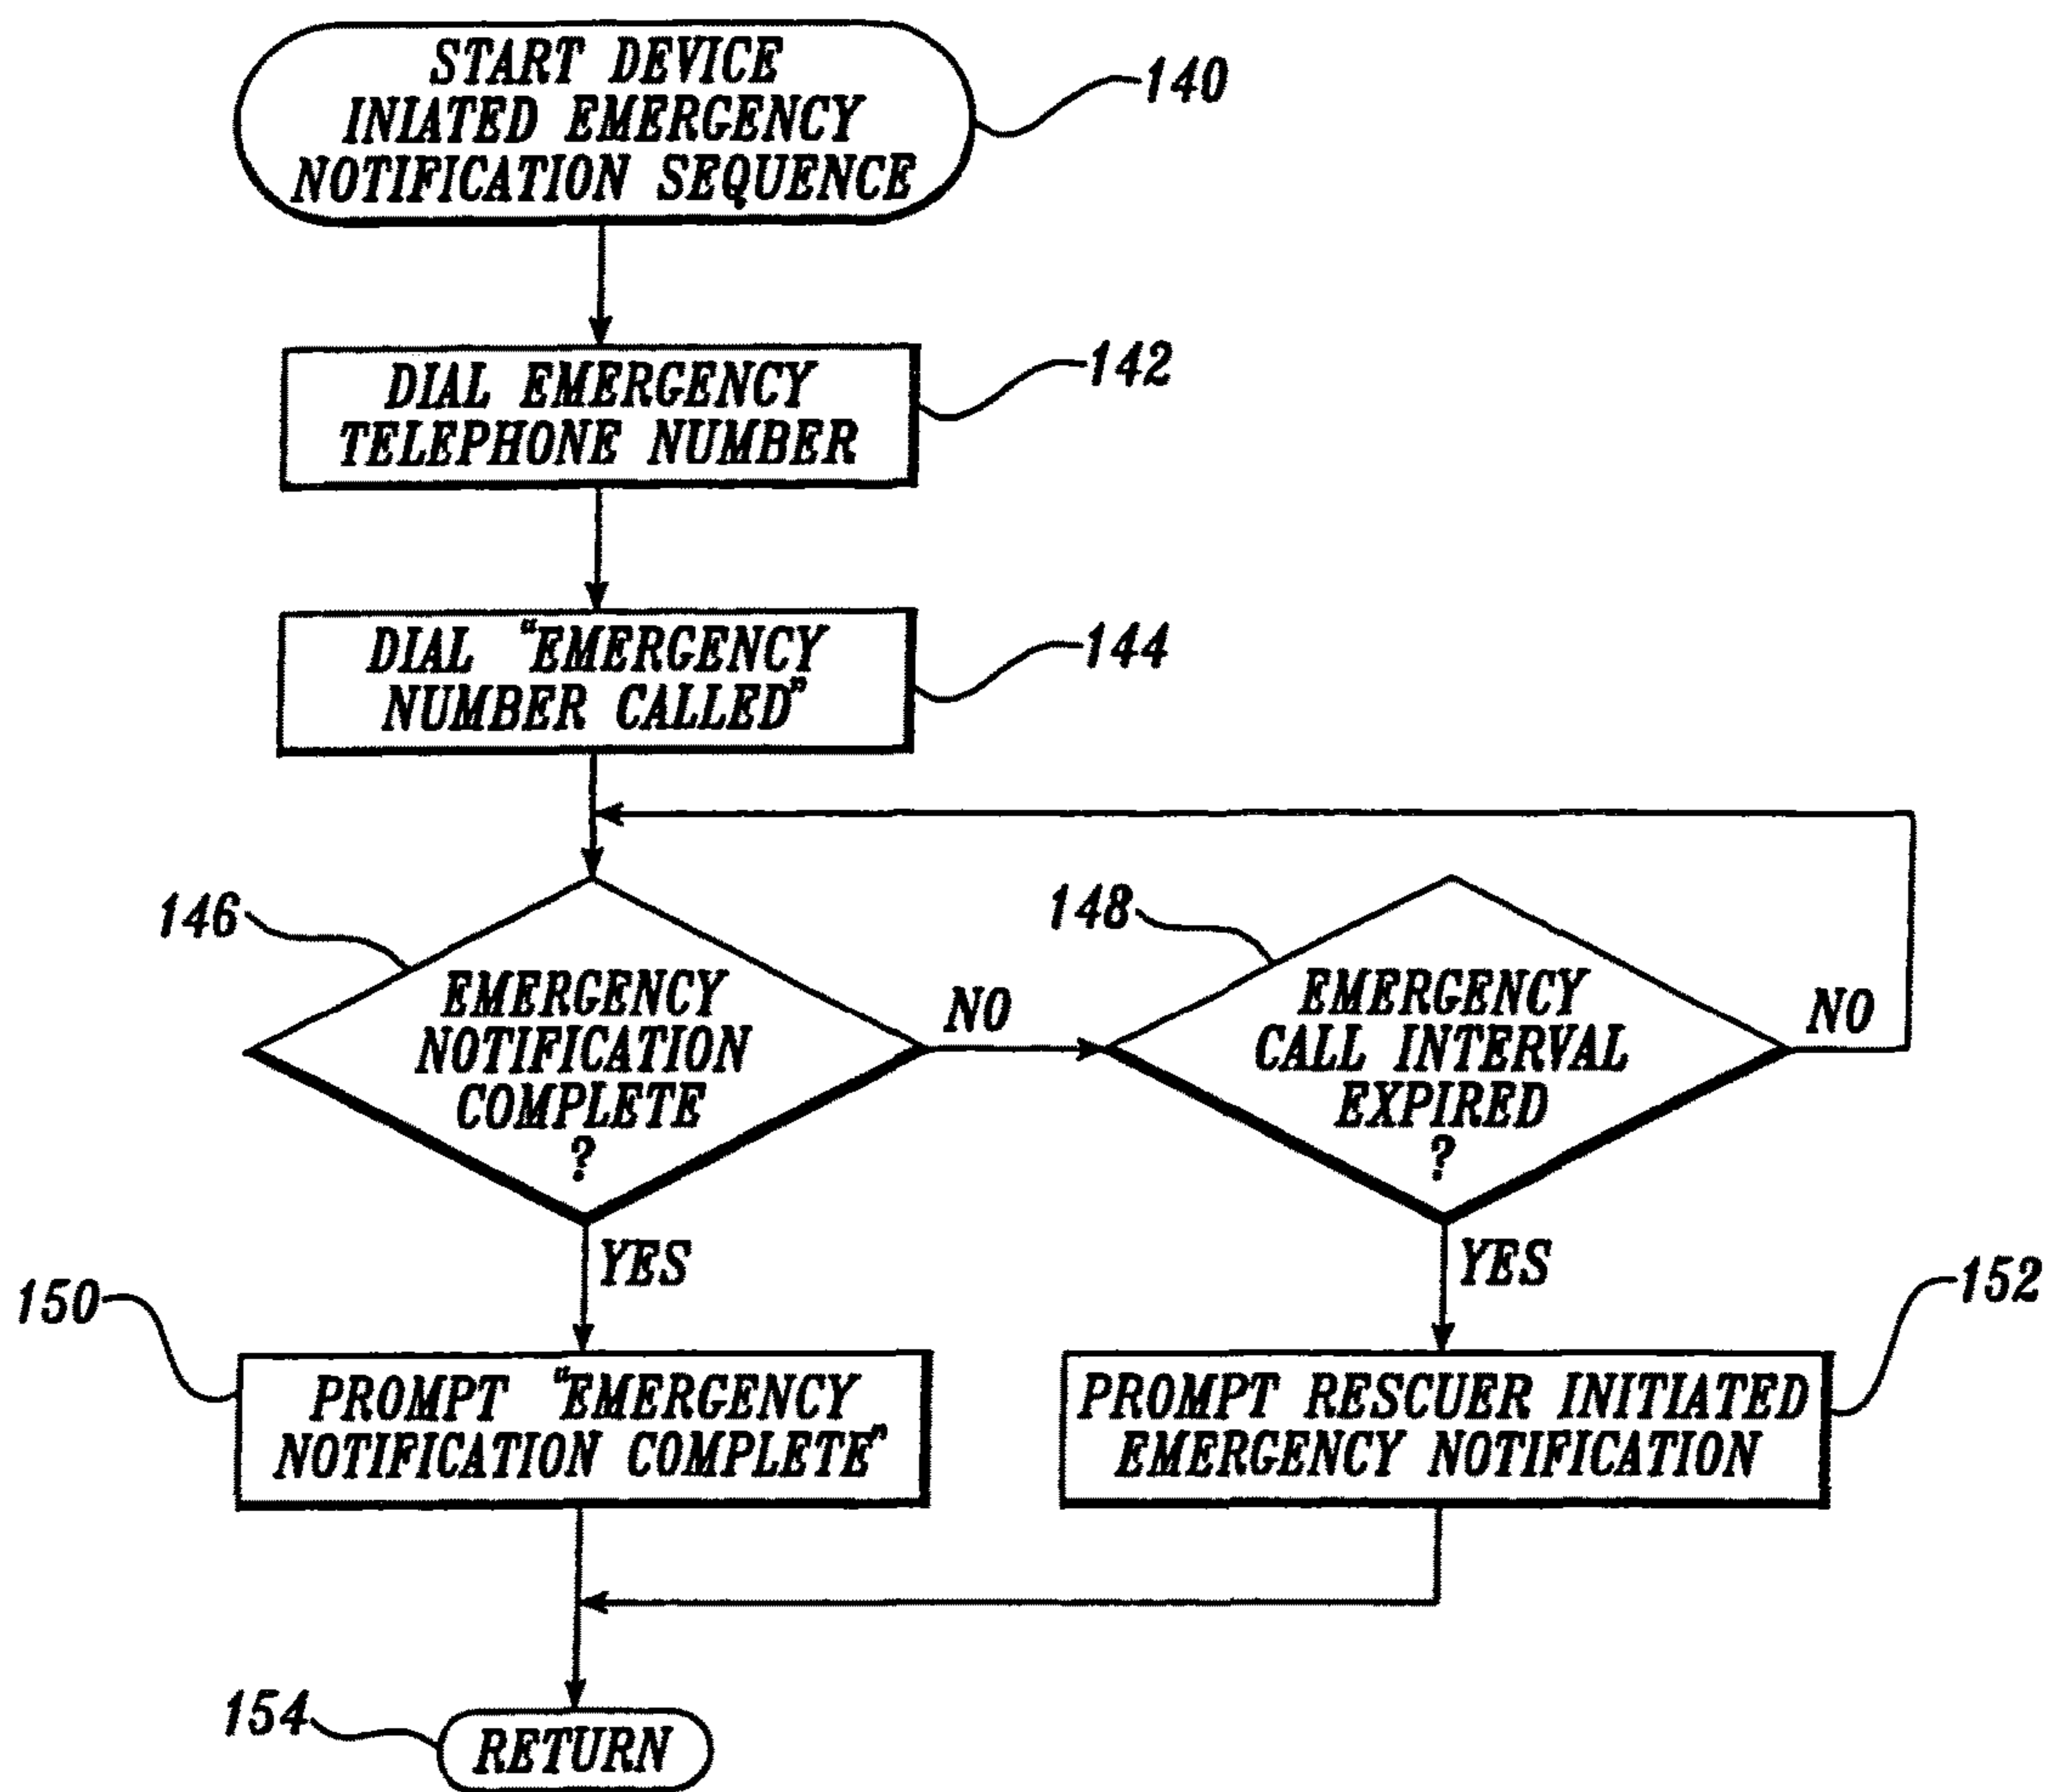 START DEVICE
INIATED EMERGENCY
NOTIFICATION SEQUENCE
140
DIAL EMERGENCY
TELEPHONE NUMBER
142
DIAL “EMERGENCY
NUMBER CALLED”
144
146
EMERGENCY
NOTIFICATION
COMPLETE
?
NO
148
EMERGENCY
CALL INTERVAL
EXPIRED
?
NO
YES
YES
150
PROMPT “EMERGENCY
NOTIFICATION COMPLETE”
152
PROMPT RESCUER INITIATED
EMERGENCY NOTIFICATION
154
RETURN